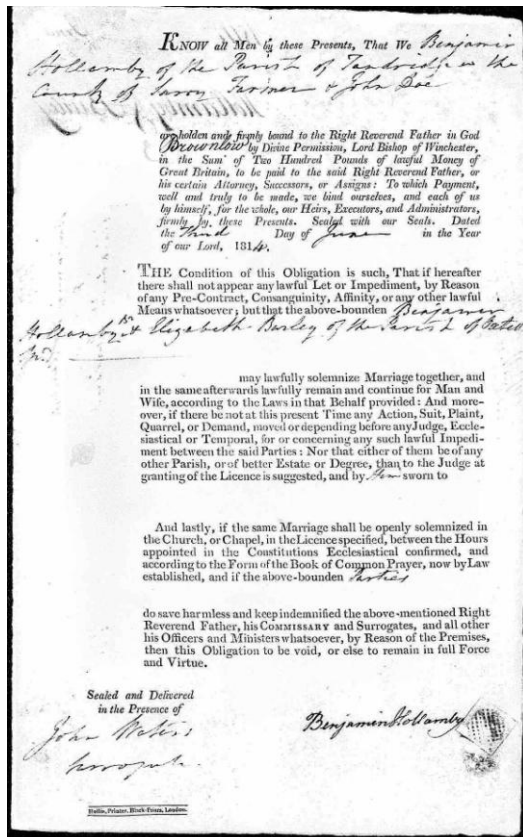 KNOW all Men by these Presents, That We Benjamin
Hollamby of the Parish of Tandridge in the
County of Surry Farmer & John Doe
are holden and firmly bound to the Right Reverend Father in God
Brownlow by Divine Permission, Lord Bishop of Winchester,
in the Sum of Two Hundred Pounds of lawful Money of
Great Britain, to be paid to the said Right Reverend Father, or
his certain Attorney, Successors, or Assigns: To which Payment,
well and truly to be made, we bind ourselves, and each of us
by himself, for the whole, our Heirs, Executors, and Administrators,
firmly by these Presents. Sealed with our Seals. Dated
the Third Day of June in the Year
of our Lord, 1814.
THE Condition of this Obligation is such, That if hereafter
there shall not appear any lawful Let or Impediment, by Reason
of any Pre-Contract, Consanguinity, Affinity, or any other lawful
Means whatsoever; but that the above-bounden Benjamin
Hollamby & Elizabeth Burley of the Parish of
may lawfully solemnize Marriage together, and
in the same afterwards lawfully remain and continue for Man and
Wife, according to the Laws in that Behalf provided: And more-
over, if there be not at this present Time any Action, Suit, Plaint,
Quarrel, or Demand, moved or depending before any Judge, Eccle-
siastical or Temporal, for or concerning any such lawful Impedi-
ment between the said Parties: Nor that either of them be of any
other Parish, or of better Estate or Degree, than to the Judge at
granting of the Licence is suggested, and by him sworn to
And lastly, if the same Marriage shall be openly solemnized in
the Church, or Chapel, in the Licence specified, between the Hours
appointed in the Constitutions Ecclesiastical confirmed, and
according to the Form of the Book of Common Prayer, now by Law
established, and if the above-bounden Parties
do save harmless and keep indemnified the above-mentioned Right
Reverend Father, his COMMISSARY and Surrogates, and all other
his Officers and Ministers whatsoever, by Reason of the Premises,
then this Obligation to be void, or else to remain in full Force
and Virtue.
Sealed and Delivered
in the Presence of
John
Benjamin Hollamby
Printer, Black-Friars, London.